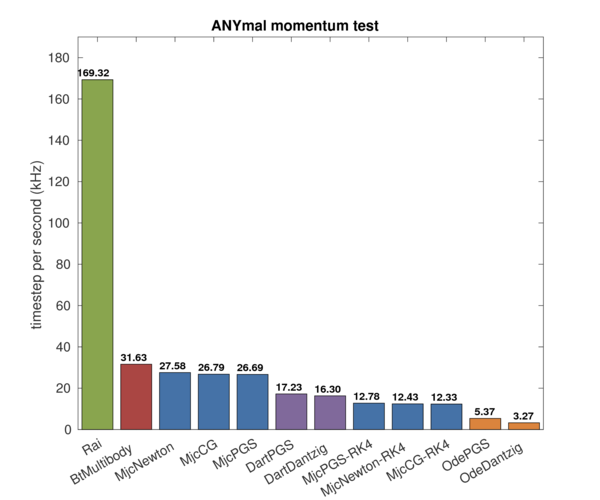 ANYmal momentum test
timestep per second (kHz)
180
160
140
120
100
80
60
40
20
0
169.32
31.63
27.58
26.79
26.69
17.23
16.30
12.78
12.43
12.33
5.37
3.27
Rai
BtMultibody
MjcNewton
MjcCG
MjcPGS
DartPGS
DartDantzig
MjcPGS-RK4
MjcNewton-RK4
MjcCG-RK4
OdePGS
OdeDantzig